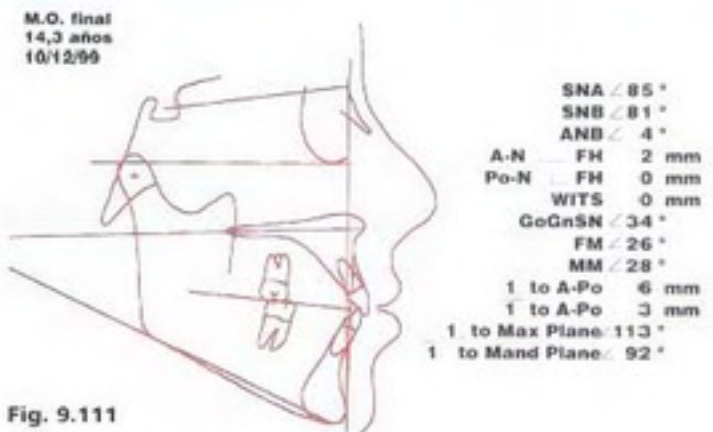 M.O. final
14,3 años
10/12/99
SNA ∠ 85 °
SNB ∠ 81 °
ANB ∠ 4 °
A-N FH 2 mm
Po-N FH 0 mm
WITS 0 mm
GoGnSN ∠ 34 °
FM ∠ 26 °
MM ∠ 28 °
1 to A-Po 6 mm
1 to A-Po 3 mm
1 to Max Plane ∠ 113 °
1 to Mand Plane ∠ 92 °
Fig. 9.111